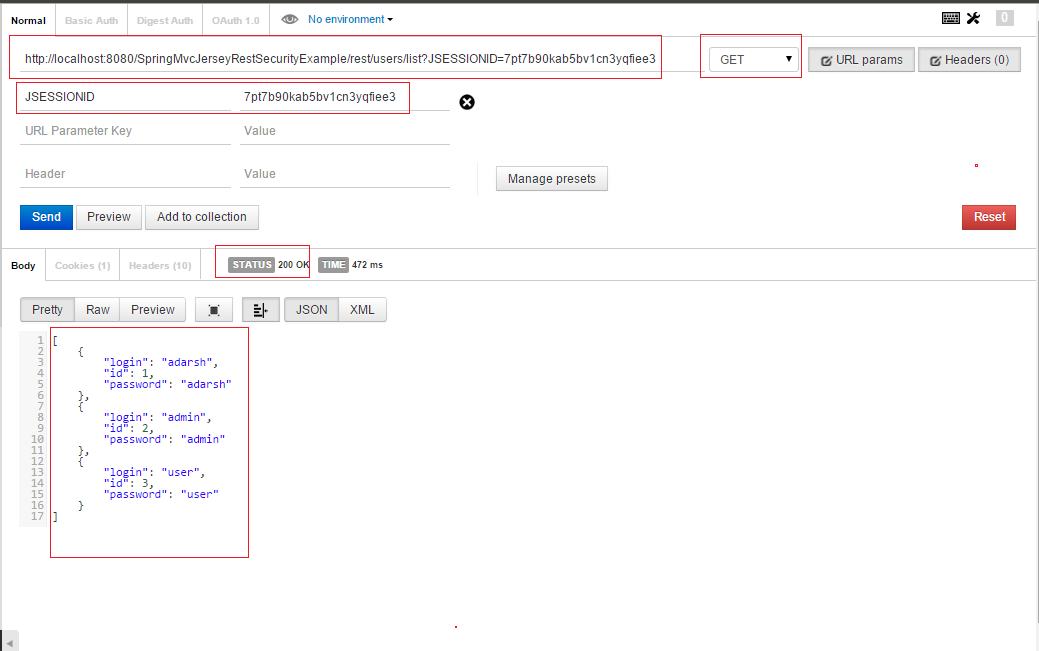 Normal Basic Auth Digest Auth OAuth 1.0 No environment 0
http://localhost:8080/SpringMvcJerseyRestSecurityExample/rest/users/list?JSESSIONID=7pt7b90kab5bv1cn3yqfiee3 GET URL params Headers (0)
JSESSIONID 7pt7b90kab5bv1cn3yqfiee3
URL Parameter Key Value
Header Value Manage presets
Send Preview Add to collection Reset
Body Cookies (1) Headers (10) STATUS 200 OK TIME 472 ms
Pretty Raw Preview JSON XML
1 [
2 {
3 "login": "adarsh",
4 "id": 1,
5 "password": "adarsh"
6 },
7 {
8 "login": "admin",
9 "id": 2,
10 "password": "admin"
11 },
12 {
13 "login": "user",
14 "id": 3,
15 "password": "user"
16 }
17 ]